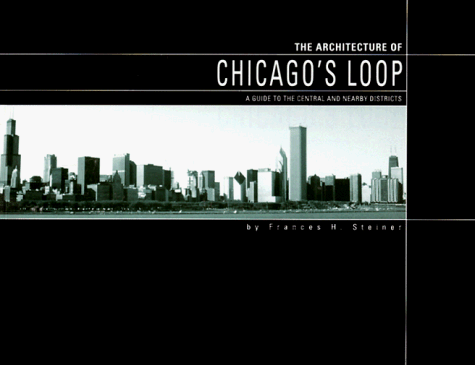 THE ARCHITECTURE OF
CHICAGO'S LOOP
A GUIDE TO THE CENTRAL AND NEARBY DISTRICTS
by Frances H. Steiner